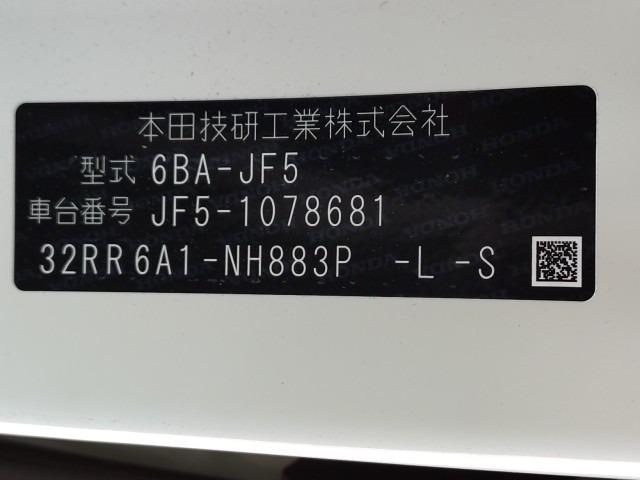 本田技研工業株式会社
型式 6BA-JF5
車台番号 JF5-1078681
32RR6A1-NH883P -L -S